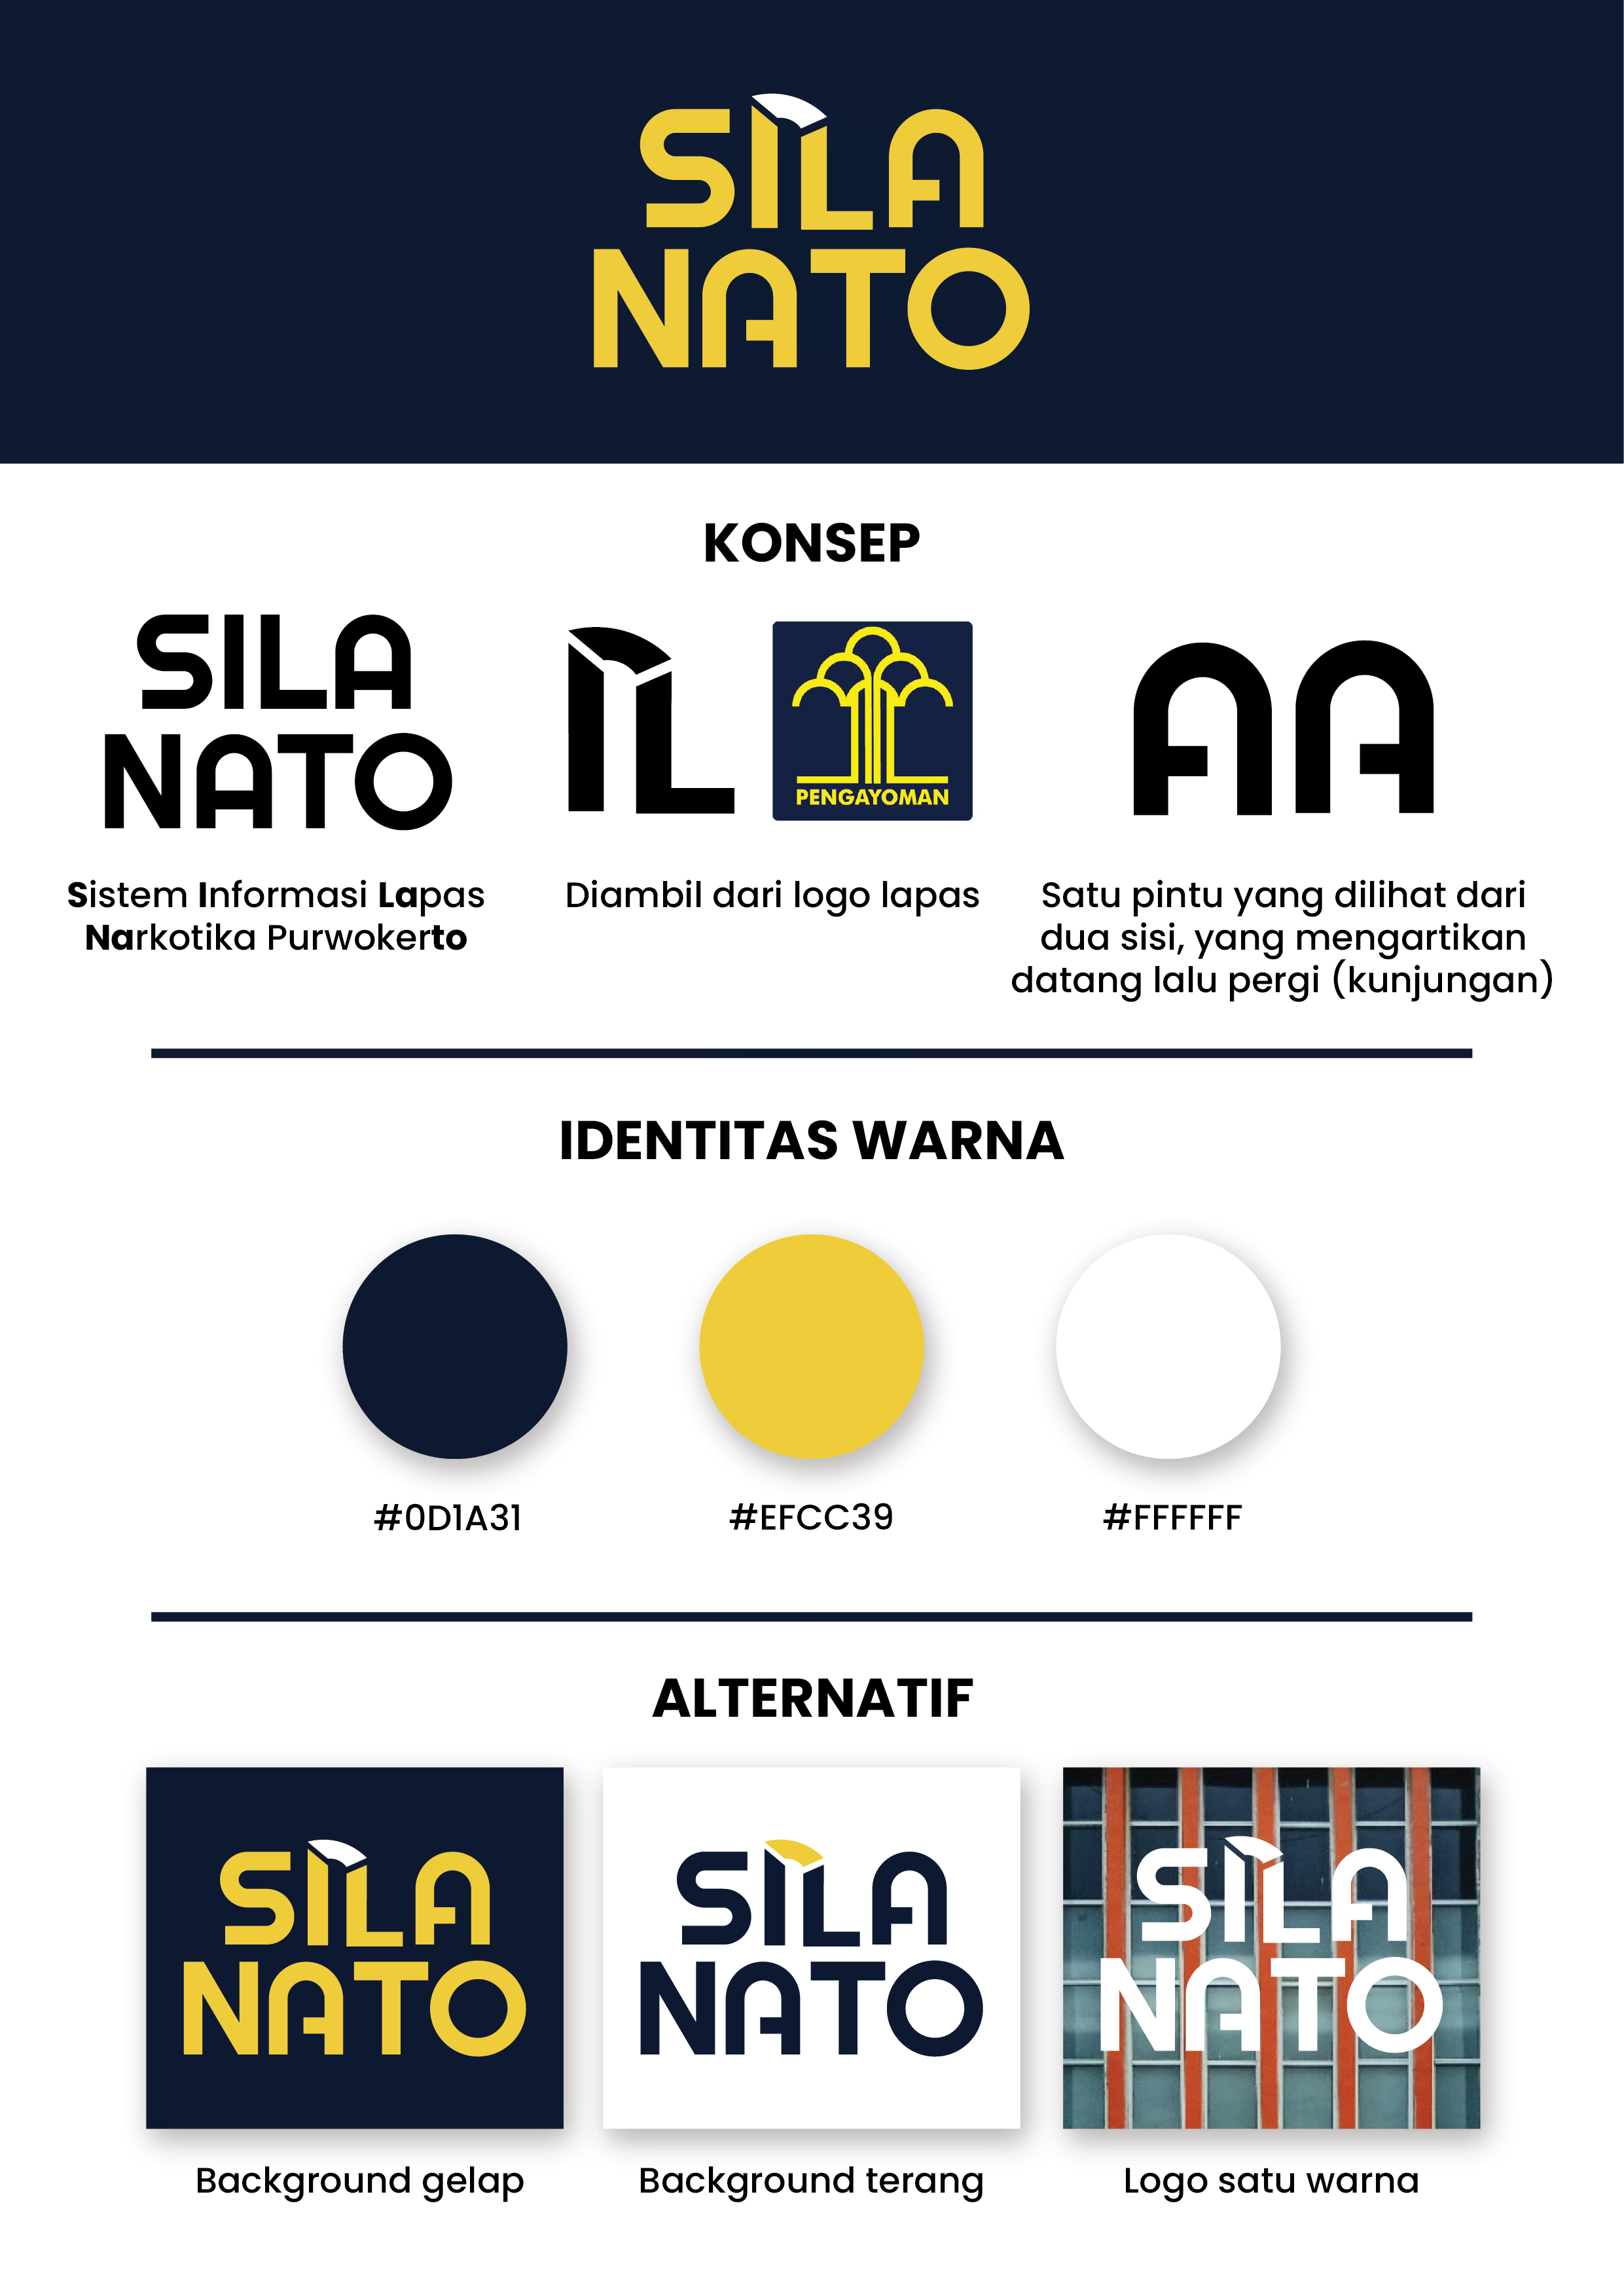 SILA
NATO
KONSEP
SILA
NATO
IL
PENGAYOMAN
AA
Sistem Informasi Lapas
Narkotika Purwokerto
Diambil dari logo lapas
Satu pintu yang dilihat dari
dua sisi, yang mengartikan
datang lalu pergi (kunjungan)
IDENTITAS WARNA
#0D1A31
#EFCC39
#FFFFFF
ALTERNATIF
SILA
NATO
SILA
NATO
SILA
NATO
Background gelap
Background terang
Logo satu warna